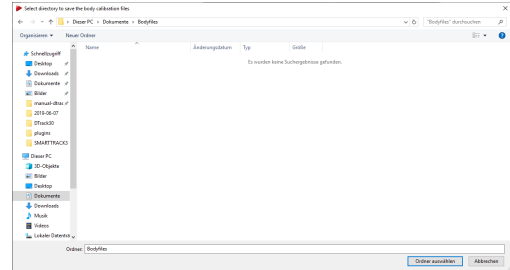 Select directory to save the body calibration files
Dieser PC › Dokumente › Bodyfiles
"Bodyfiles" durchsuchen
Organisieren Neuer Ordner
Name Änderungsdatum Typ Größe
Es wurden keine Suchergebnisse gefunden.
Schnellzugriff
Desktop
Downloads
Dokumente
Bilder
manual-dtrac
2019-06-07
DTrack30
plugins
SMARTTRACK3
Dieser PC
3D-Objekte
Bilder
Desktop
Dokumente
Downloads
Musik
Videos
Lokaler Datenträ
Ordner: Bodyfiles
Ordner auswählen Abbrechen